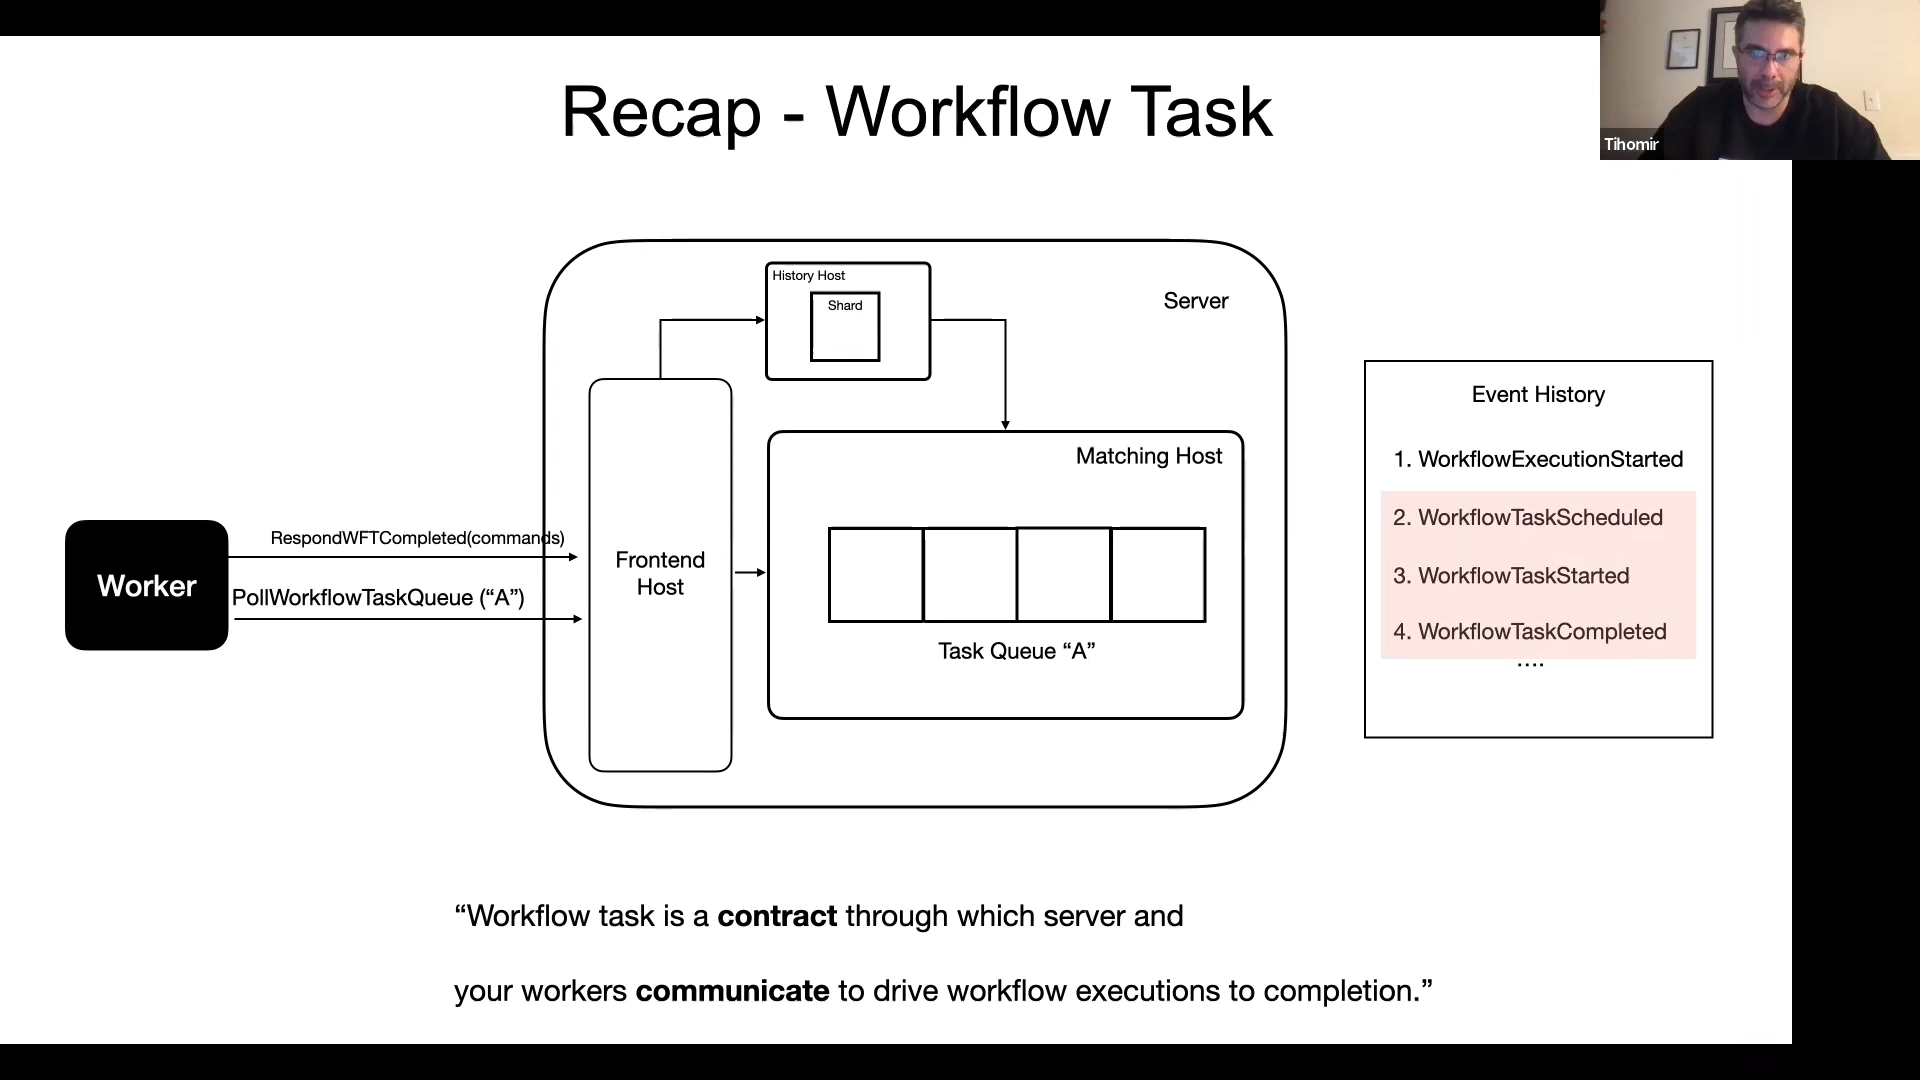 Recap - Workflow Task
Tihomir
History Host
Shard
Server
Matching Host
Event History
1. WorkflowExecutionStarted
2. WorkflowTaskScheduled
3. WorkflowTaskStarted
4. WorkflowTaskCompleted
....
RespondWFTCompleted(commands)
Worker
PollWorkflowTaskQueue (“A”)
Frontend
Host
Task Queue “A”
“Workflow task is a contract through which server and
your workers communicate to drive workflow executions to completion.”